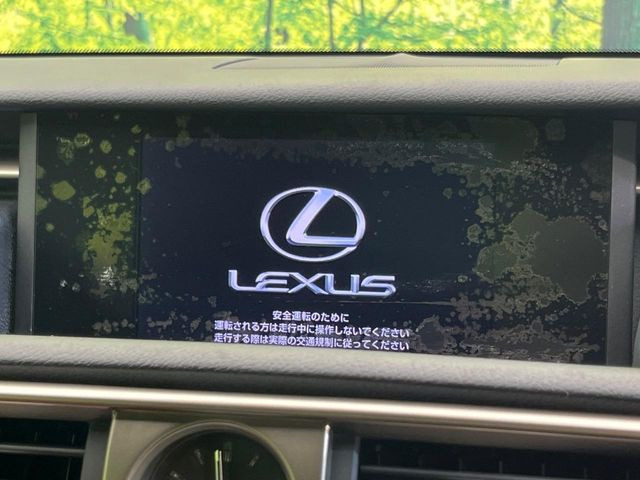 LEXUS
安全運転のために
運転される方は走行中に操作しないでください
走行する際は実際の交通規制に従ってください